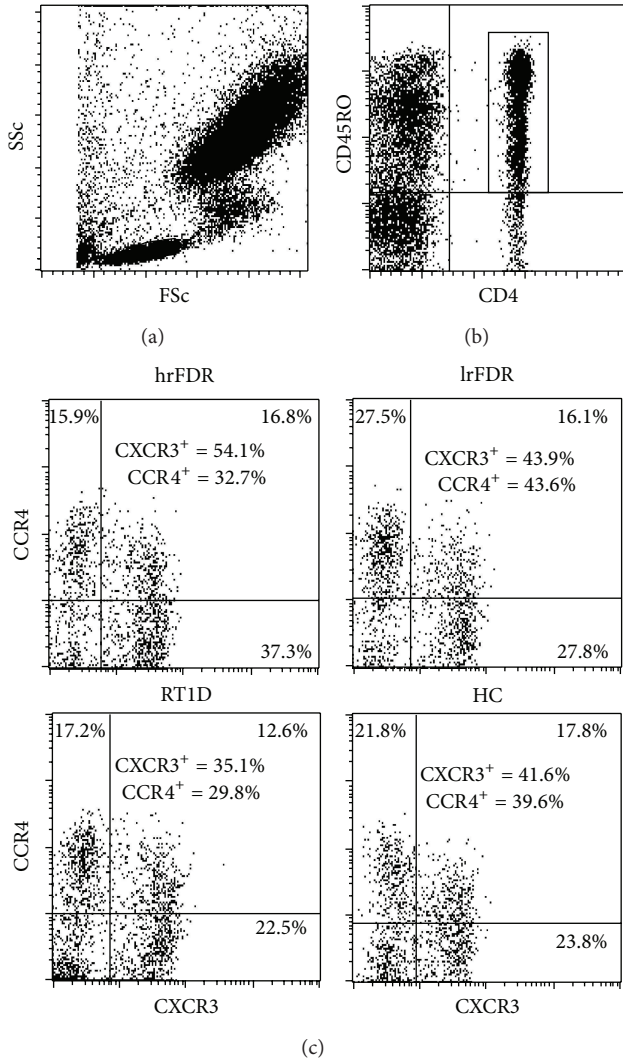 SSc
FSc
(a)
CD45RO
CD4
(b)
hrFDR
15.9%
16.8%
CXCR3⁺ = 54.1%
CCR4⁺ = 32.7%
37.3%
CCR4
lrFDR
27.5%
16.1%
CXCR3⁺ = 43.9%
CCR4⁺ = 43.6%
27.8%
RT1D
17.2%
12.6%
CXCR3⁺ = 35.1%
CCR4⁺ = 29.8%
22.5%
CCR4
CXCR3
HC
21.8%
17.8%
CXCR3⁺ = 41.6%
CCR4⁺ = 39.6%
23.8%
CXCR3
(c)